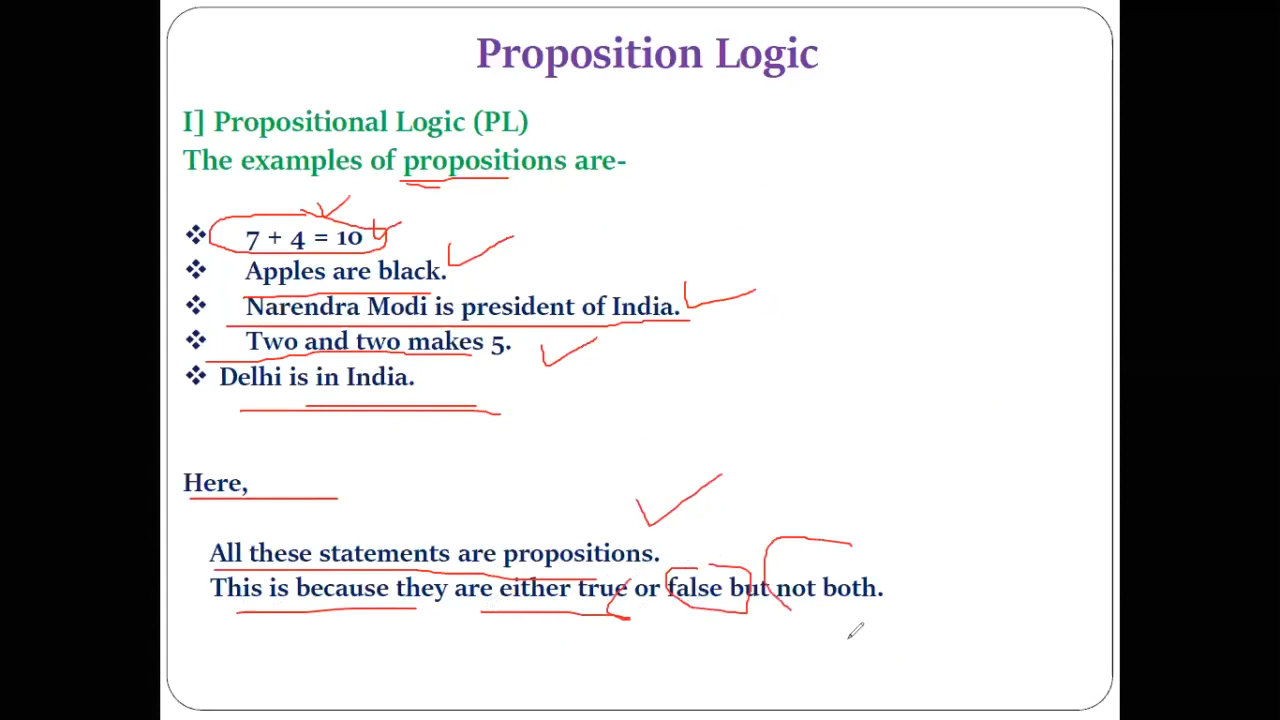 Proposition Logic
I] Propositional Logic (PL)
The examples of propositions are-
❖ 7 + 4 = 10
❖ Apples are black.
❖ Narendra Modi is president of India.
❖ Two and two makes 5.
❖ Delhi is in India.
Here,
All these statements are propositions.
This is because they are either true or false but not both.